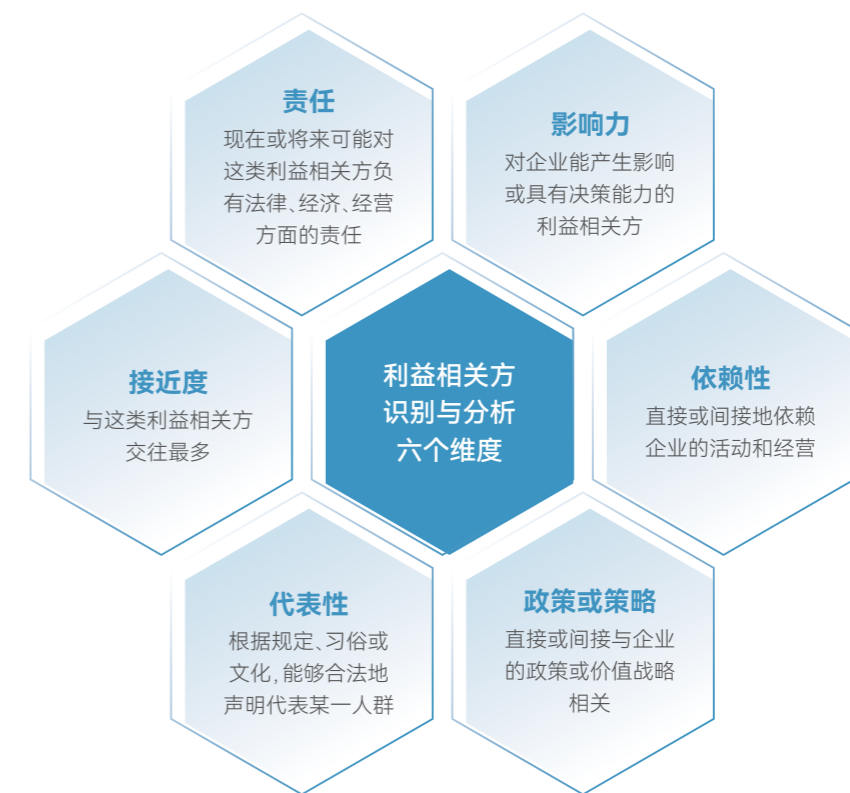 责任
现在或将来可能对
这类利益相关方负
有法律、经济、经营
方面的责任
影响力
对企业能产生影响
或具有决策能力的
利益相关方
接近度
与这类利益相关方
交往最多
利益相关方
识别与分析
六个维度
依赖性
直接或间接地依赖
企业的活动和经营
代表性
根据规定、习俗或
文化,能够合法地
声明代表某一人群
政策或策略
直接或间接与企业
的政策或价值战略
相关